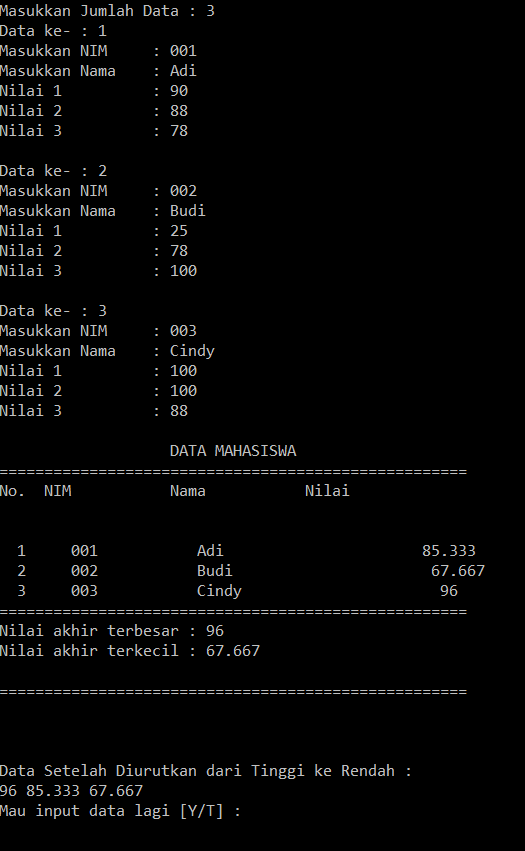 Masukkan Jumlah Data : 3
Data ke- : 1
Masukkan NIM     : 001
Masukkan Nama    : Adi
Nilai 1          : 90
Nilai 2          : 88
Nilai 3          : 78
Data ke- : 2
Masukkan NIM     : 002
Masukkan Nama    : Budi
Nilai 1          : 25
Nilai 2          : 78
Nilai 3          : 100
Data ke- : 3
Masukkan NIM     : 003
Masukkan Nama    : Cindy
Nilai 1          : 100
Nilai 2          : 100
Nilai 3          : 88
DATA MAHASISWA
====================================================
No.  NIM           Nama           Nilai
1     001           Adi                      85.333
2     002           Budi                      67.667
3     003           Cindy                      96
====================================================
Nilai akhir terbesar : 96
Nilai akhir terkecil : 67.667
====================================================
Data Setelah Diurutkan dari Tinggi ke Rendah :
96 85.333 67.667
Mau input data lagi [Y/T] :